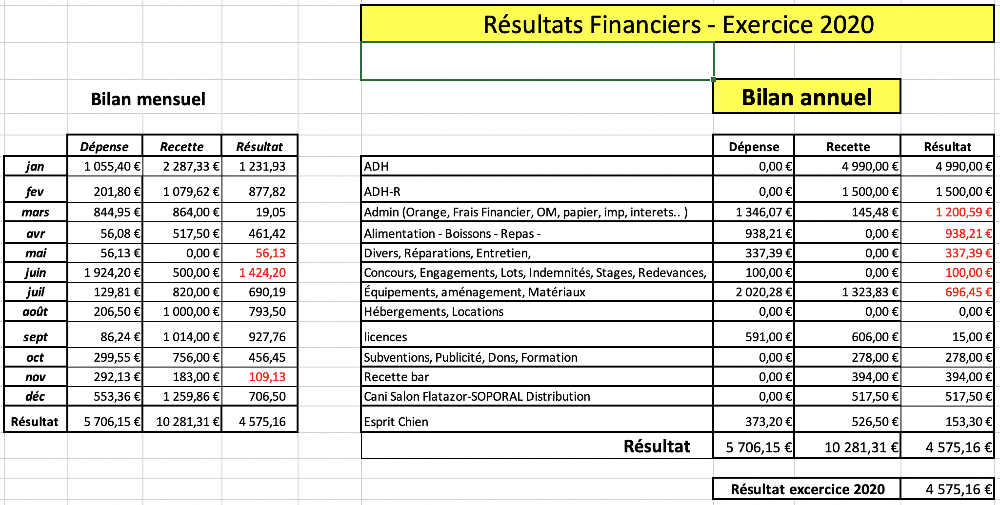 Résultats Financiers - Exercice 2020
Bilan mensuel
Bilan annuel
Dépense Recette Résultat
jan 1 055,40 € 2 287,33 € 1 231,93
fev 201,80 € 1 079,62 € 877,82
mars 844,95 € 864,00 € 19,05
avr 56,08 € 517,50 € 461,42
mai 56,13 € 0,00 € 56,13
juin 1 924,20 € 500,00 € 1 424,20
juil 129,81 € 820,00 € 690,19
août 206,50 € 1 000,00 € 793,50
sept 86,24 € 1 014,00 € 927,76
oct 299,55 € 756,00 € 456,45
nov 292,13 € 183,00 € 109,13
déc 553,36 € 1 259,86 € 706,50
Résultat 5 706,15 € 10 281,31 € 4 575,16
Dépense Recette Résultat
ADH 0,00 € 4 990,00 € 4 990,00 €
ADH-R 0,00 € 1 500,00 € 1 500,00 €
Admin (Orange, Frais Financier, OM, papier, imp, interets.. ) 1 346,07 € 145,48 € 1 200,59 €
Alimentation - Boissons - Repas - 938,21 € 0,00 € 938,21 €
Divers, Réparations, Entretien, 337,39 € 0,00 € 337,39 €
Concours, Engagements, Lots, Indemnités, Stages, Redevances, 100,00 € 0,00 € 100,00 €
Équipements, aménagement, Matériaux 2 020,28 € 1 323,83 € 696,45 €
Hébergements, Locations 0,00 € 0,00 € 0,00 €
licences 591,00 € 606,00 € 15,00 €
Subventions, Publicité, Dons, Formation 0,00 € 278,00 € 278,00 €
Recette bar 0,00 € 394,00 € 394,00 €
Cani Salon Flatazor-SOPORAL Distribution 0,00 € 517,50 € 517,50 €
Esprit Chien 373,20 € 526,50 € 153,30 €
Résultat 5 706,15 € 10 281,31 € 4 575,16 €
Résultat excercice 2020 4 575,16 €